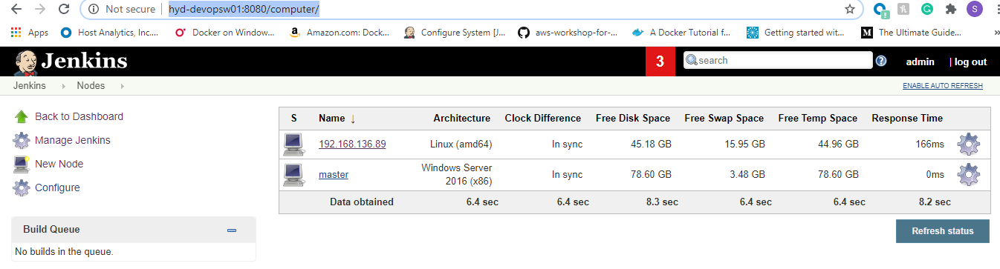 Not secure hyd-devopsw01:8080/computer/ S
Apps Host Analytics, Inc.... Docker on Window... Amazon.com: Dock... Configure System [J... aws-workshop-for-... A Docker Tutorial f... Getting started wit... M The Ultimate Guide... »
Jenkins 3 search ? admin | log out
Jenkins Nodes ENABLE AUTO REFRESH
Back to Dashboard
Manage Jenkins
New Node
Configure
S Name ↓ Architecture Clock Difference Free Disk Space Free Swap Space Free Temp Space Response Time
192.168.136.89 Linux (amd64) In sync 45.18 GB 15.95 GB 44.96 GB 166ms
master Windows Server 2016 (x86) In sync 78.60 GB 3.48 GB 78.60 GB 0ms
Data obtained 6.4 sec 6.4 sec 8.3 sec 6.4 sec 6.4 sec 8.2 sec
Build Queue
No builds in the queue.
Refresh status